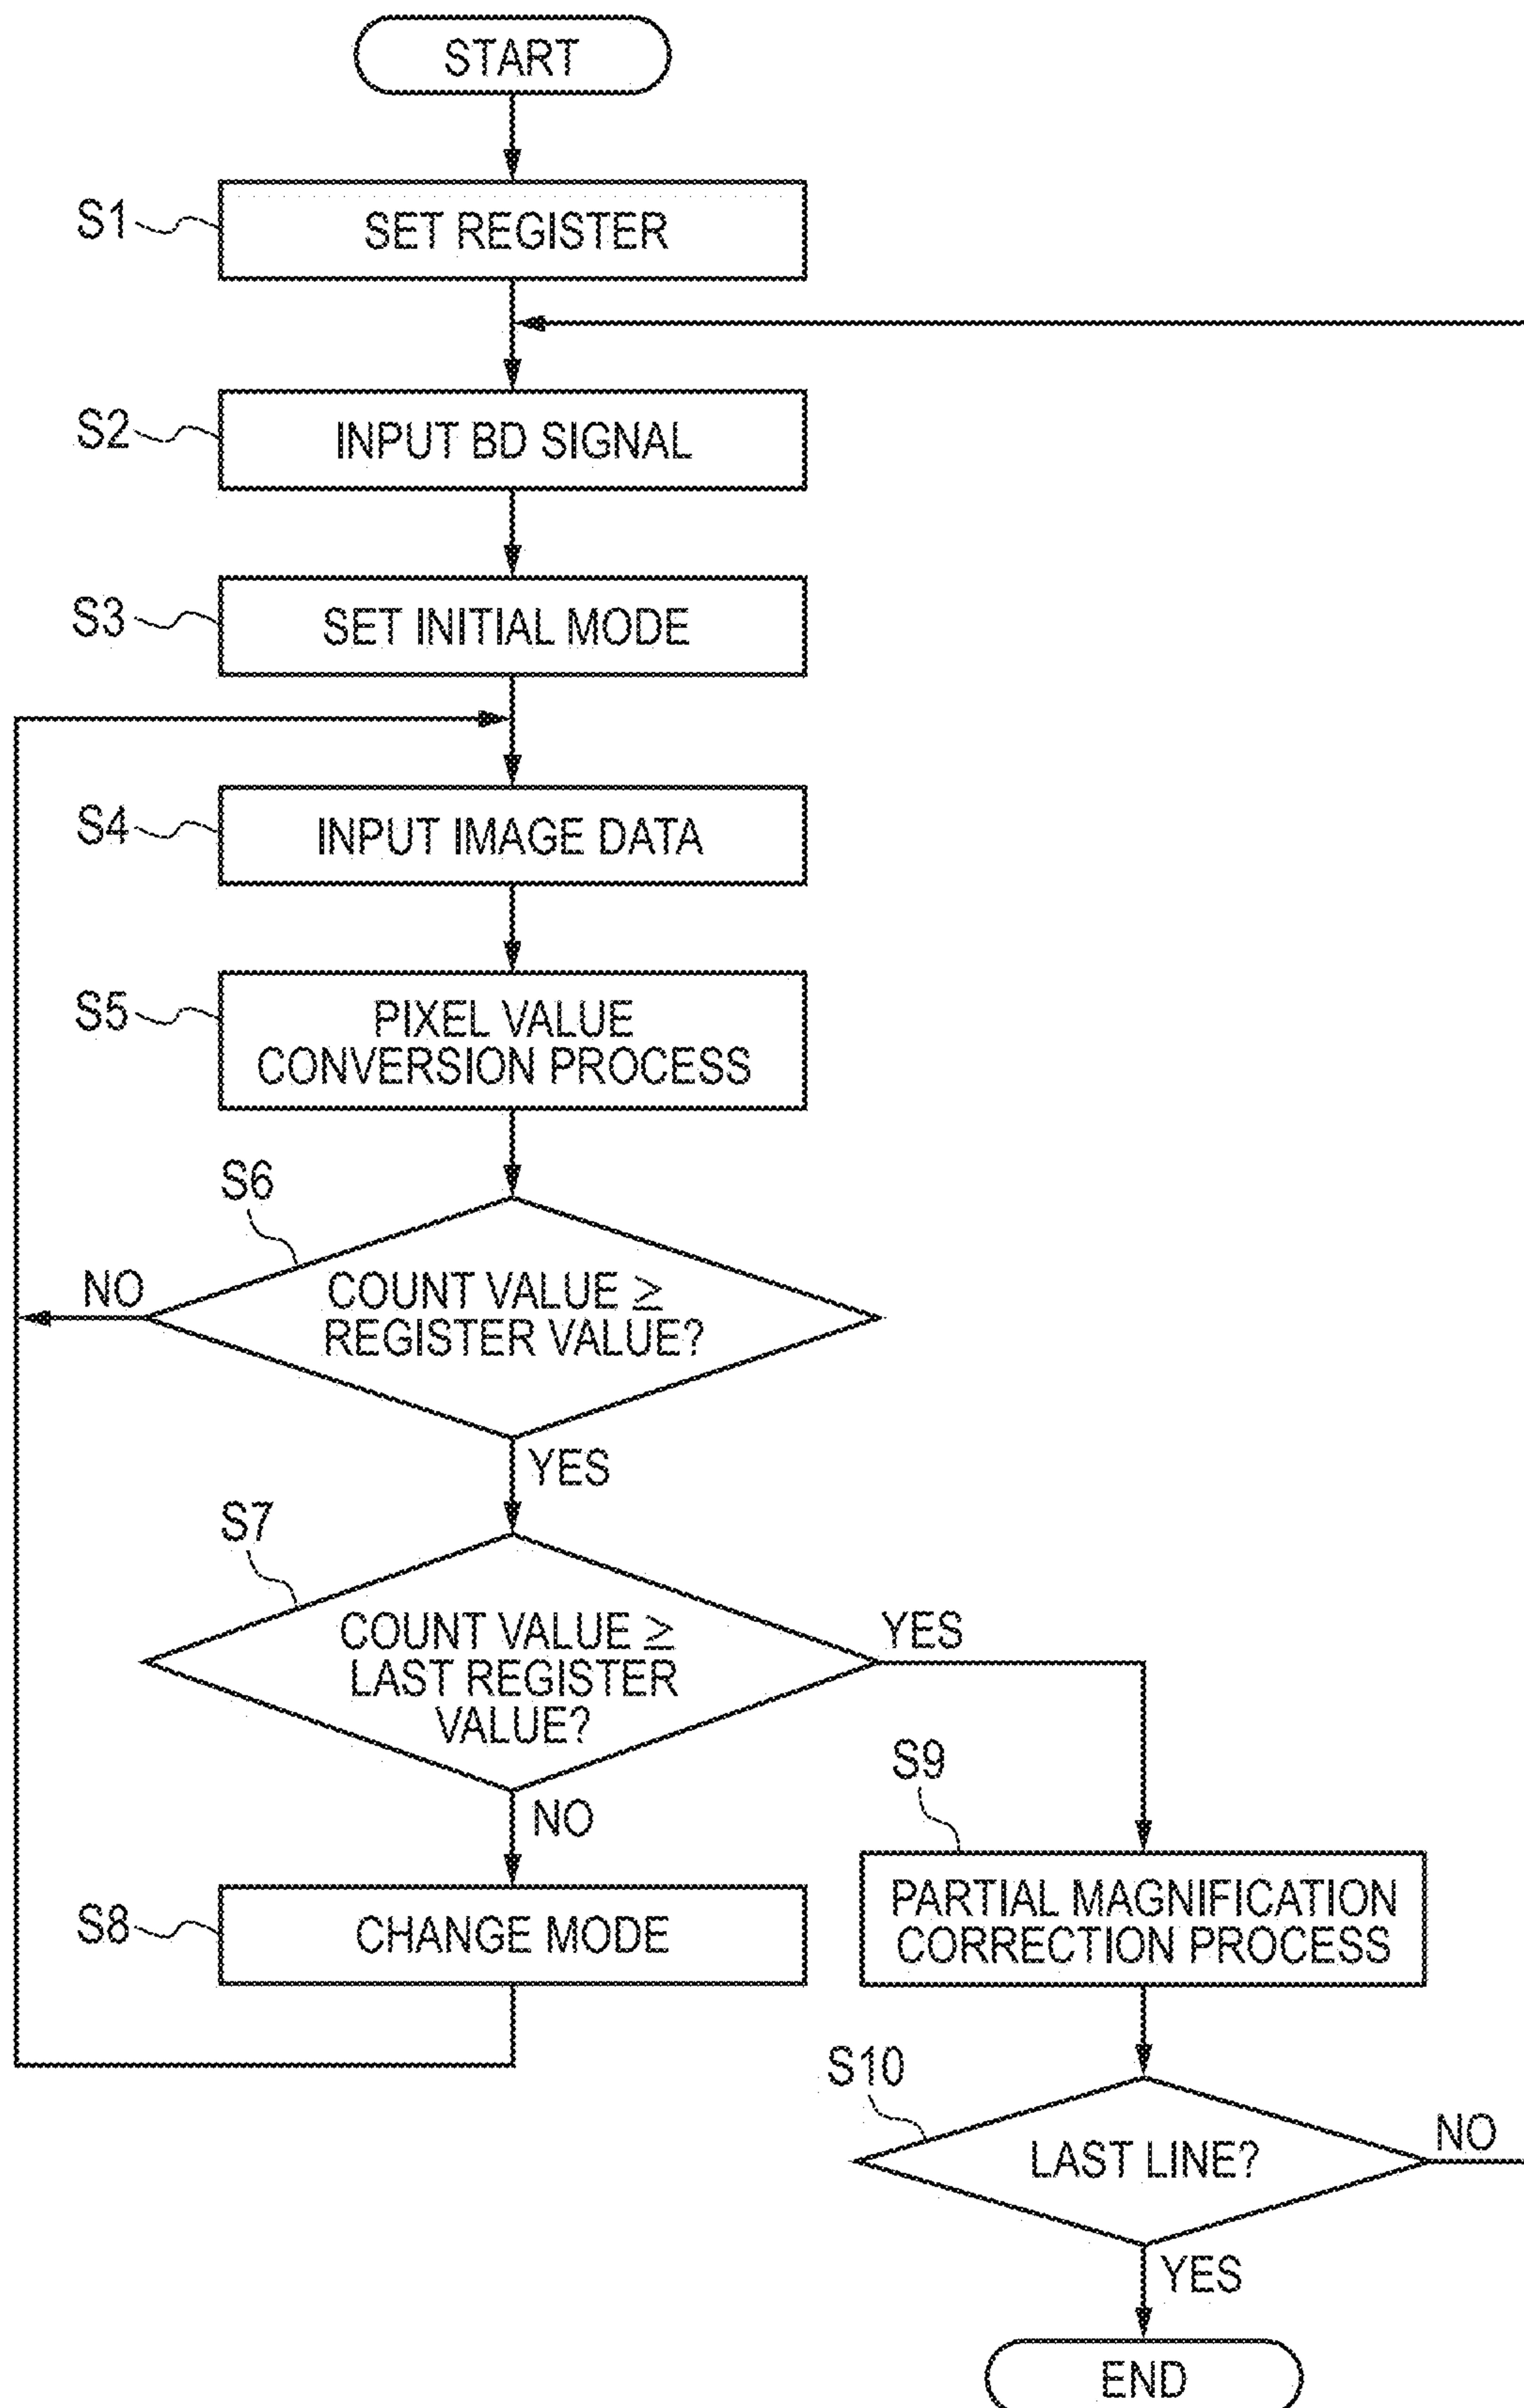 START
S1
SET REGISTER
S2
INPUT BD SIGNAL
S3
SET INITIAL MODE
S4
INPUT IMAGE DATA
S5
PIXEL VALUE
CONVERSION PROCESS
S6
NO
COUNT VALUE ≥
REGISTER VALUE?
YES
S7
COUNT VALUE ≥
LAST REGISTER
VALUE?
YES
NO
S8
CHANGE MODE
S9
PARTIAL MAGNIFICATION
CORRECTION PROCESS
S10
LAST LINE?
NO
YES
END